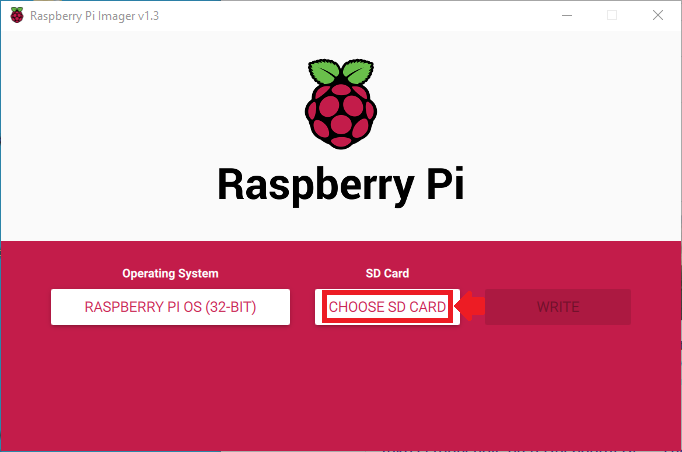 Raspberry Pi Imager v1.3
Raspberry Pi
Operating System
SD Card
RASPBERRY PI OS (32-BIT)
CHOOSE SD CARD
WRITE